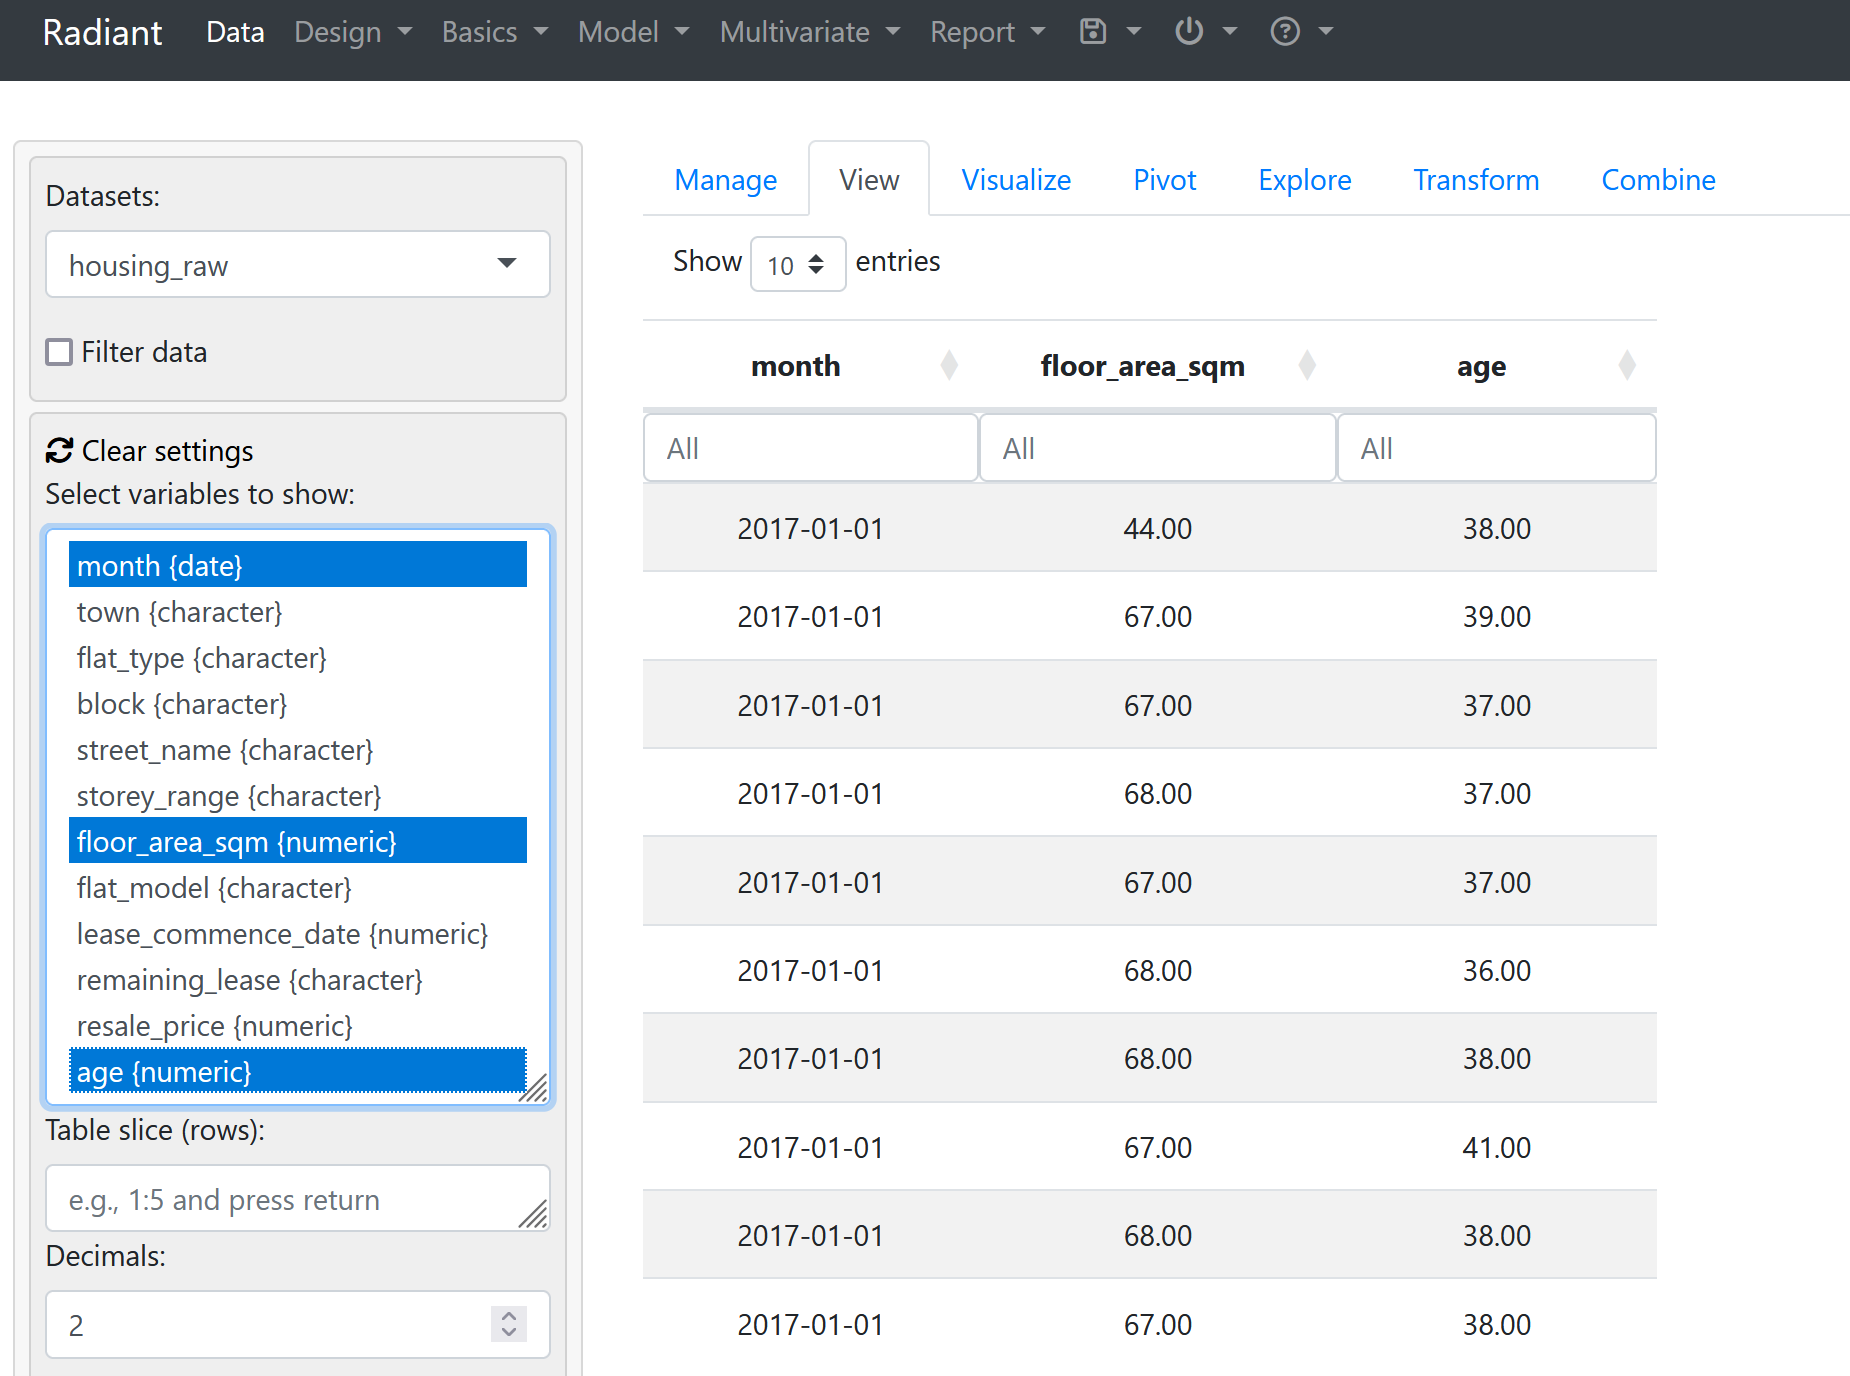 Radiant Data Design Basics Model Multivariate Report
Manage View Visualize Pivot Explore Transform Combine
Datasets:
housing_raw
Filter data
Clear settings
Select variables to show:
month {date}
town {character}
flat_type {character}
block {character}
street_name {character}
storey_range {character}
floor_area_sqm {numeric}
flat_model {character}
lease_commence_date {numeric}
remaining_lease {character}
resale_price {numeric}
age {numeric}
Table slice (rows):
e.g., 1:5 and press return
Decimals:
2
Show 10 entries
month floor_area_sqm age
All All All
2017-01-01 44.00 38.00
2017-01-01 67.00 39.00
2017-01-01 67.00 37.00
2017-01-01 68.00 37.00
2017-01-01 67.00 37.00
2017-01-01 68.00 36.00
2017-01-01 68.00 38.00
2017-01-01 67.00 41.00
2017-01-01 68.00 38.00
2017-01-01 67.00 38.00